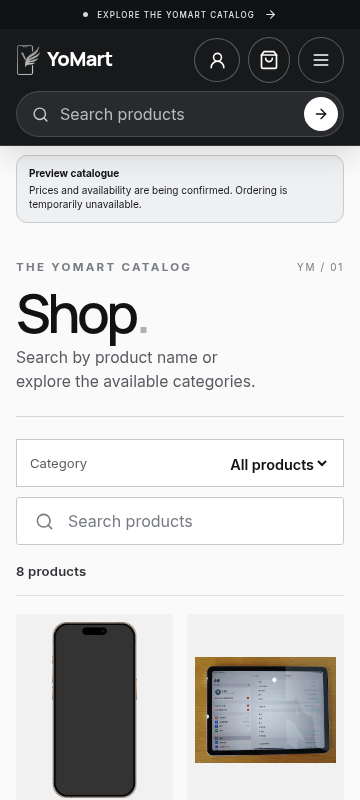 EXPLORE THE YOMART CATALOG
YoMart
Search products
Preview catalogue
Prices and availability are being confirmed. Ordering is
temporarily unavailable.
THE YOMART CATALOG
YM / 01
Shop.
Search by product name or
explore the available categories.
Category
All products
Search products
8 products